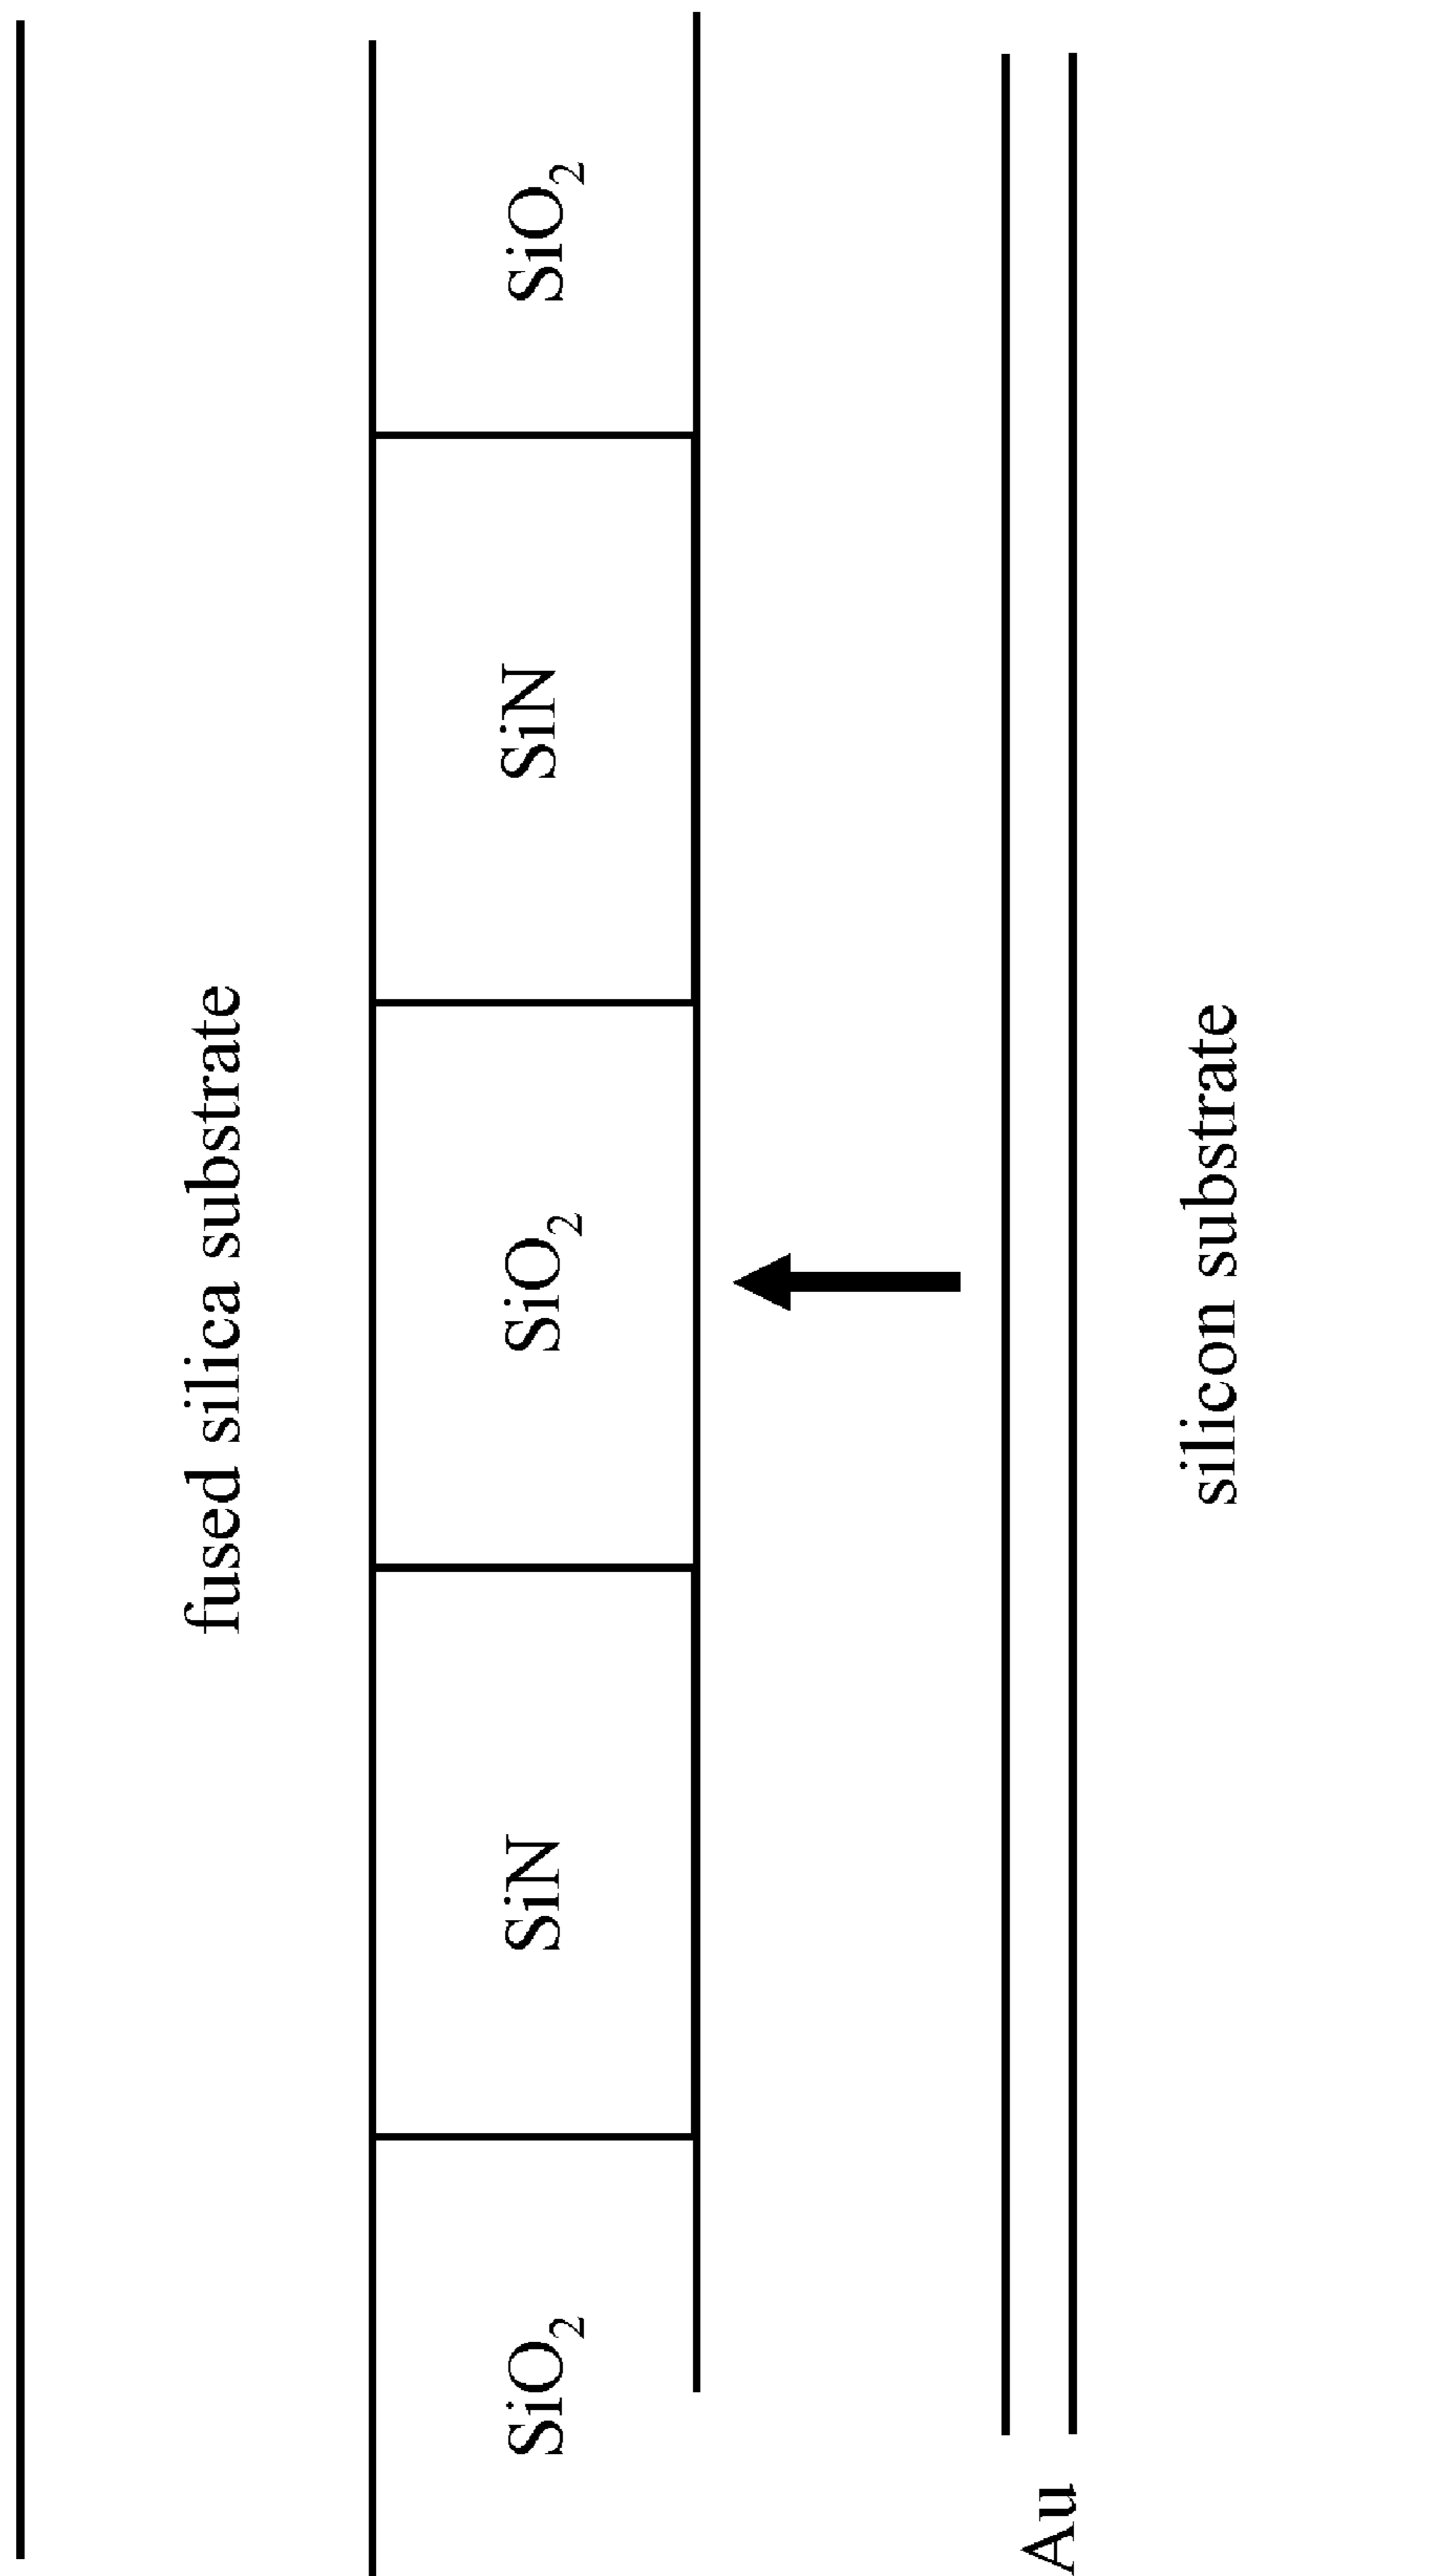 fused silica substrate
SiO₂ SiN SiO₂ SiN SiO₂
Au
silicon substrate